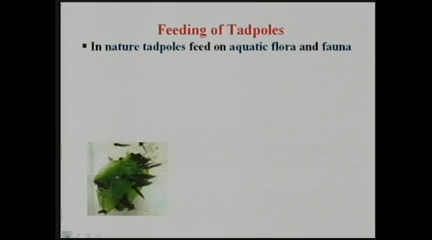 Feeding of Tadpoles
▪ In nature tadpoles feed on aquatic flora and fauna